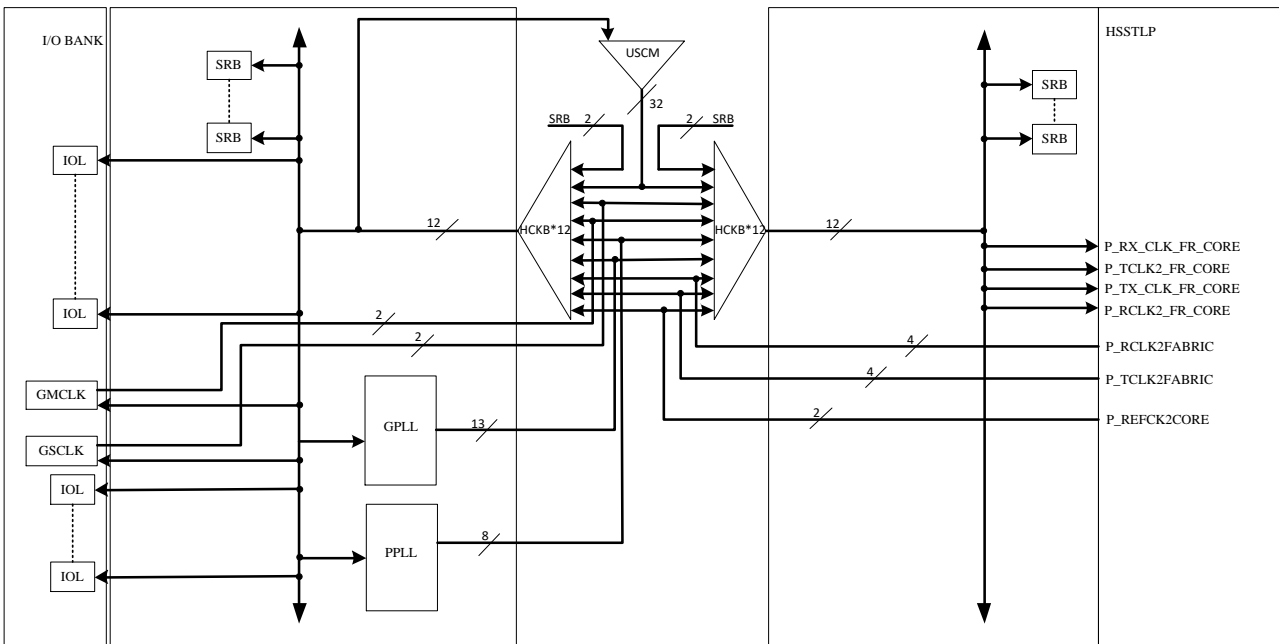 I/O BANK
HSSTLP
USCM
SRB
SRB
32
SRB 2
2 SRB
SRB
SRB
IOL
12
HCKB*12
HCKB*12
12
P_RX_CLK_FR_CORE
P_TCLK2_FR_CORE
P_TX_CLK_FR_CORE
P_RCLK2_FR_CORE
IOL
2
2
4
P_RCLK2FABRIC
4
P_TCLK2FABRIC
GMCLK
GPLL
13
2
P_REFCK2CORE
GSCLK
IOL
PPLL
8
IOL